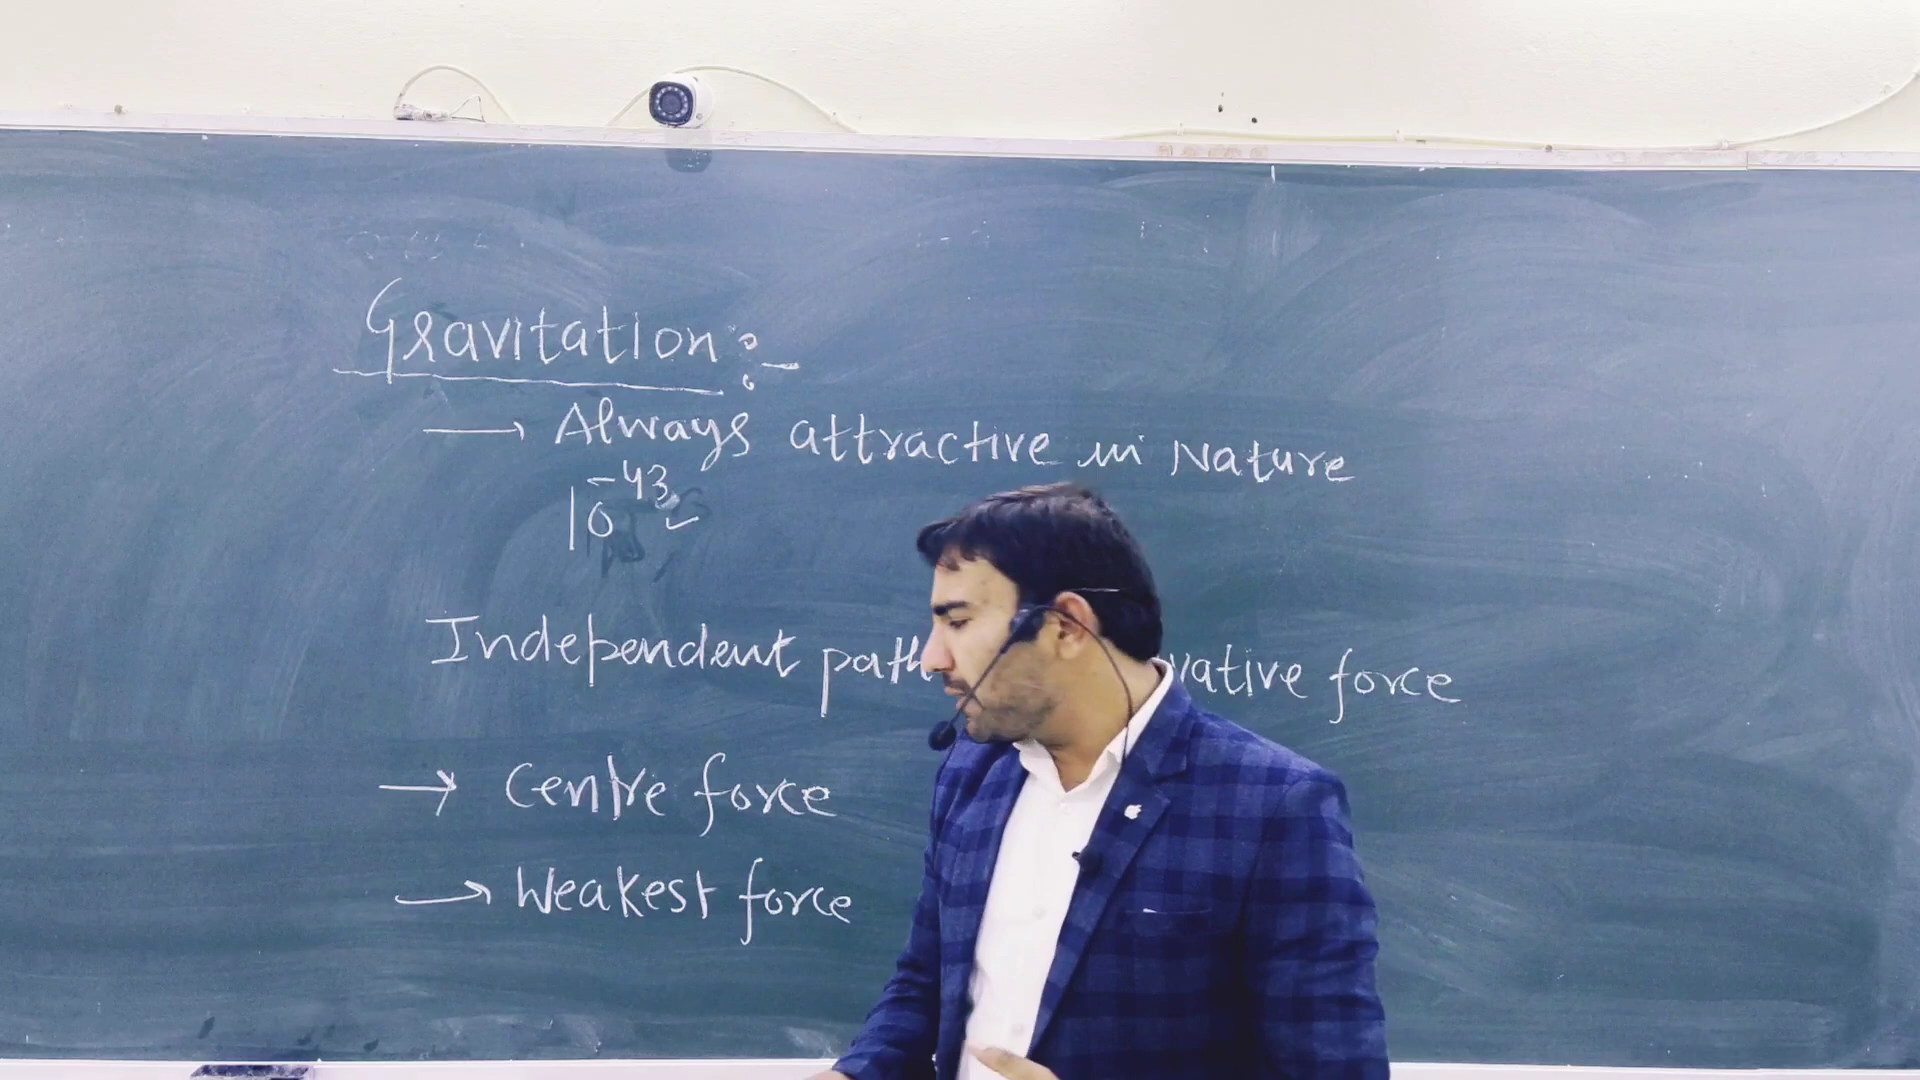 Gravitation :-
→ Always attractive in Nature
10⁻⁴³ ✓
Independent path vative force
→ Centre force
→ Weakest force